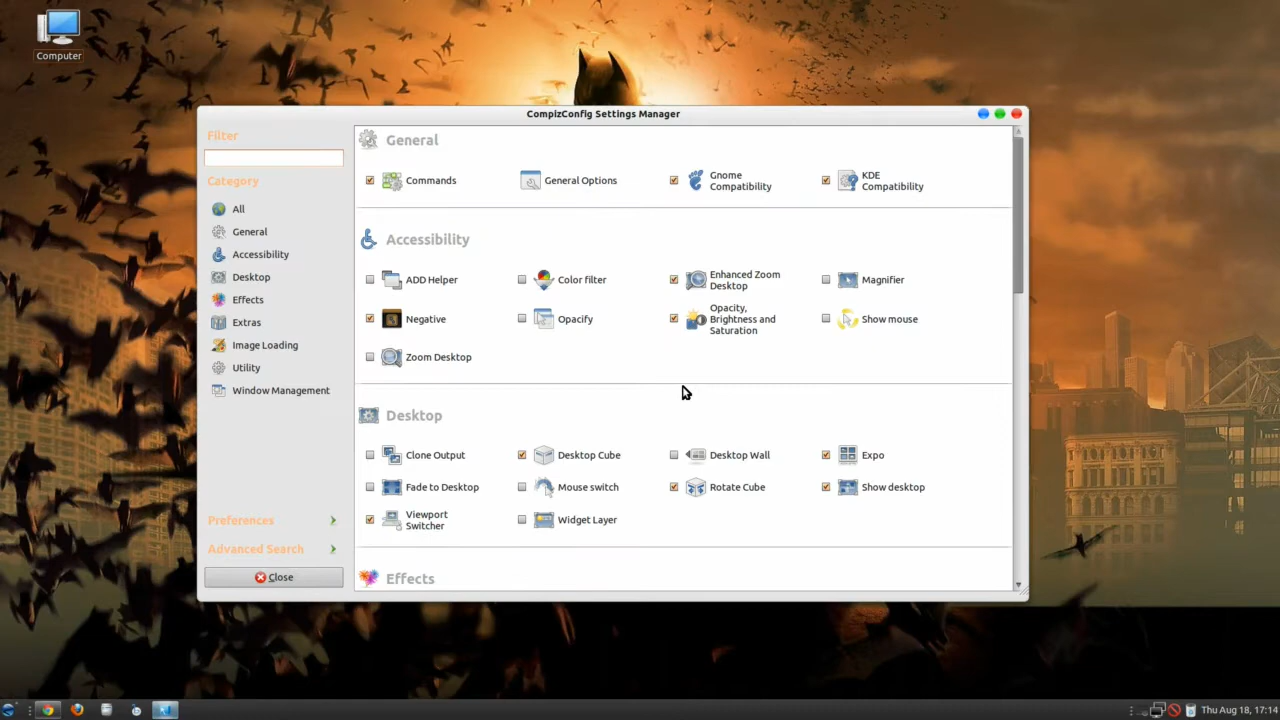 Computer
CompizConfig Settings Manager
Filter
Category
All
General
Accessibility
Desktop
Effects
Extras
Image Loading
Utility
Window Management
Preferences
Advanced Search
Close
General
Commands
General Options
Gnome
Compatibility
KDE
Compatibility
Accessibility
ADD Helper
Color filter
Enhanced Zoom
Desktop
Magnifier
Negative
Opacify
Opacity,
Brightness and
Saturation
Show mouse
Zoom Desktop
Desktop
Clone Output
Desktop Cube
Desktop Wall
Expo
Fade to Desktop
Mouse switch
Rotate Cube
Show desktop
Viewport
Switcher
Widget Layer
Effects
Thu Aug 18, 17:14